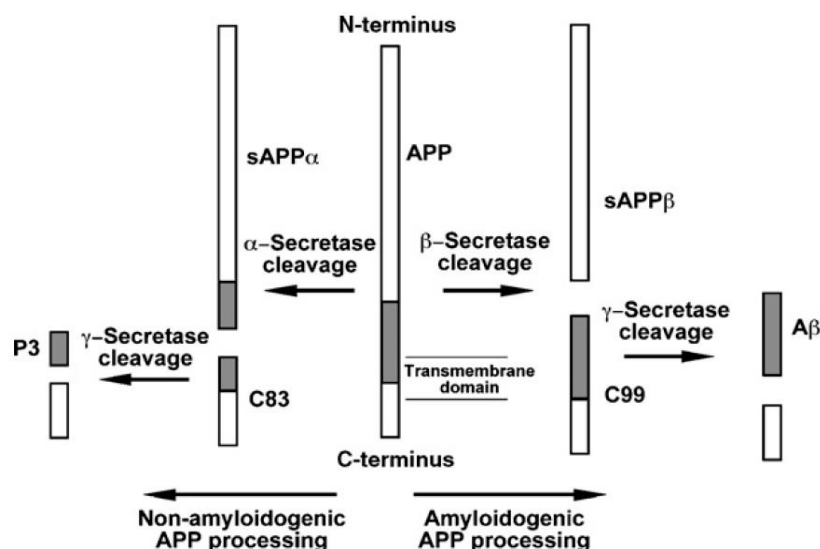 N-terminus
sAPPα
APP
sAPPβ
α–Secretase
cleavage
β–Secretase
cleavage
P3
γ–Secretase
cleavage
C83
Transmembrane
domain
γ–Secretase
cleavage
C99
Aβ
C-terminus
Non-amyloidogenic
APP processing
Amyloidogenic
APP processing